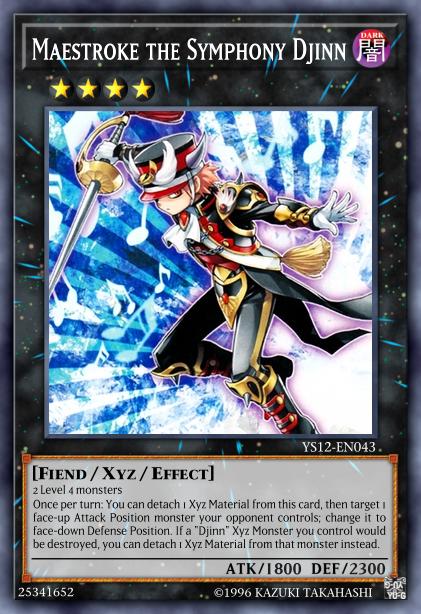 MAESTROKE THE SYMPHONY DJINN
DARK
闇
YS12-EN043
[FIEND / XYZ / EFFECT]
2 Level 4 monsters
Once per turn: You can detach 1 Xyz Material from this card, then target 1
face-up Attack Position monster your opponent controls; change it to
face-down Defense Position. If a "Djinn" Xyz Monster you control would
be destroyed, you can detach 1 Xyz Material from that monster instead.
ATK/1800 DEF/2300
25341652
©1996 KAZUKI TAKAHASHI